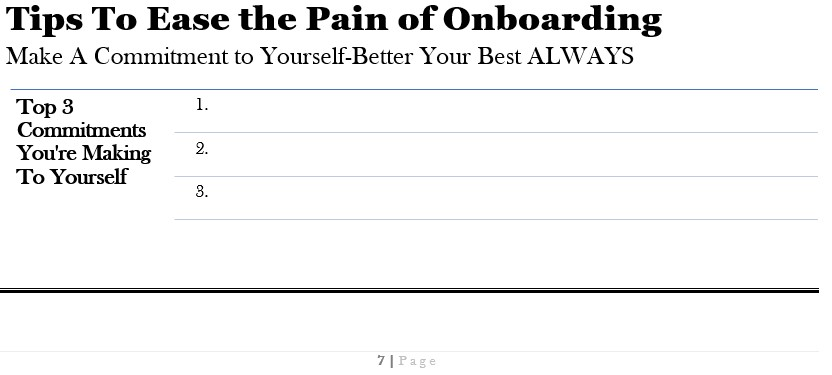 Tips To Ease the Pain of Onboarding
Make A Commitment to Yourself-Better Your Best ALWAYS
Top 3
Commitments
You're Making
To Yourself
1.
2.
3.
7 | Page